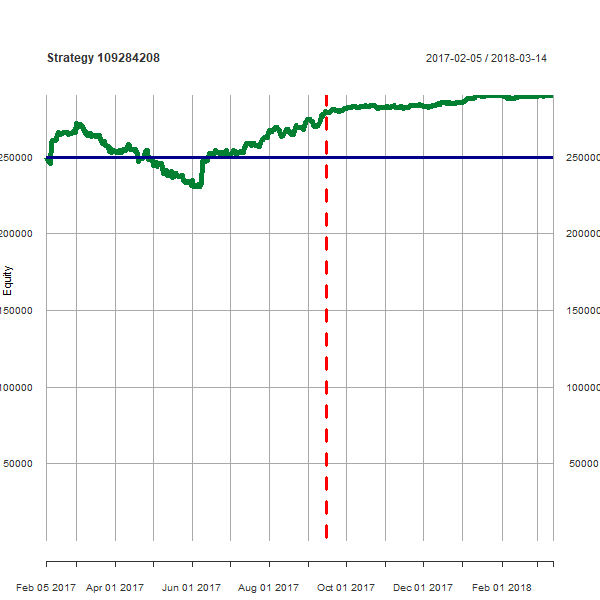 Strategy 109284208
2017-02-05 / 2018-03-14
250000
250000
200000
200000
Equity
150000
150000
100000
100000
50000
50000
Feb 05 2017
Apr 01 2017
Jun 01 2017
Aug 01 2017
Oct 01 2017
Dec 01 2017
Feb 01 2018